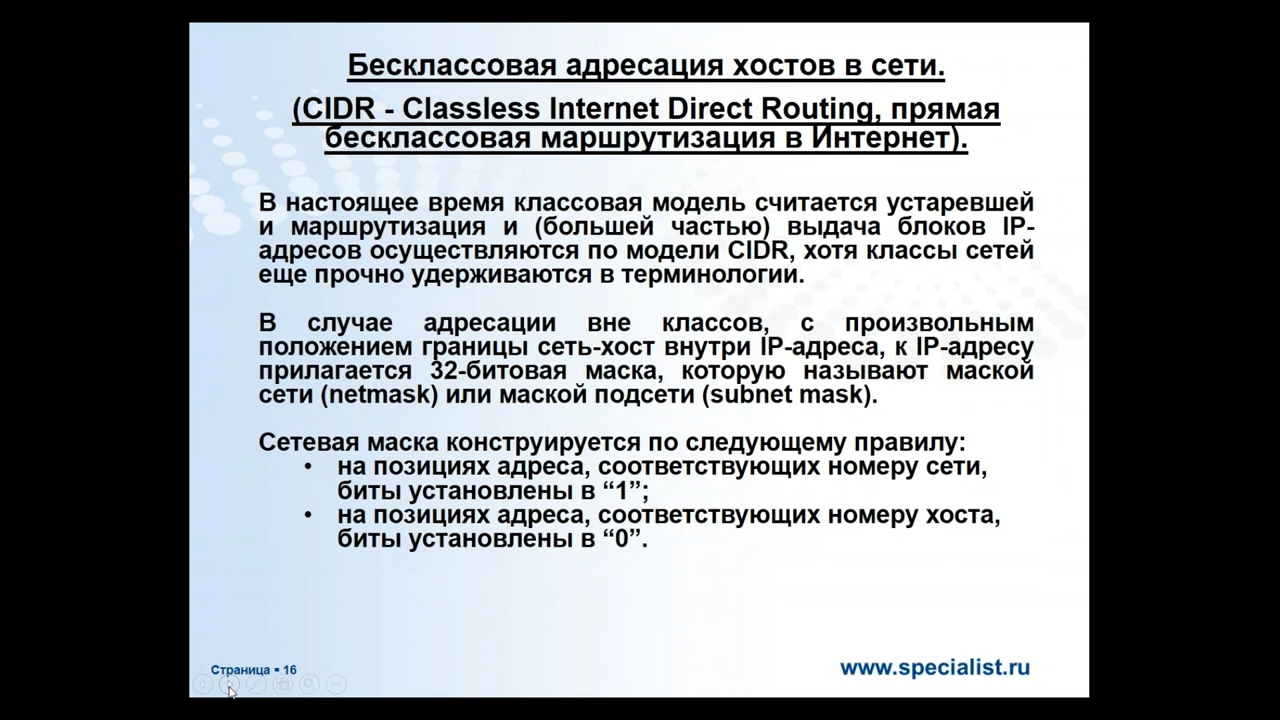 Бесклассовая адресация хостов в сети.
(CIDR - Classless Internet Direct Routing, прямая
бесклассовая маршрутизация в Интернет).
В настоящее время классовая модель считается устаревшей
и маршрутизация и (большей частью) выдача блоков IP-
адресов осуществляются по модели CIDR, хотя классы сетей
еще прочно удерживаются в терминологии.
В случае адресации вне классов, с произвольным
положением границы сеть-хост внутри IP-адреса, к IP-адресу
прилагается 32-битовая маска, которую называют маской
сети (netmask) или маской подсети (subnet mask).
Сетевая маска конструируется по следующему правилу:
• на позициях адреса, соответствующих номеру сети,
биты установлены в “1”;
• на позициях адреса, соответствующих номеру хоста,
биты установлены в “0”.
Страница ▪ 16
www.specialist.ru